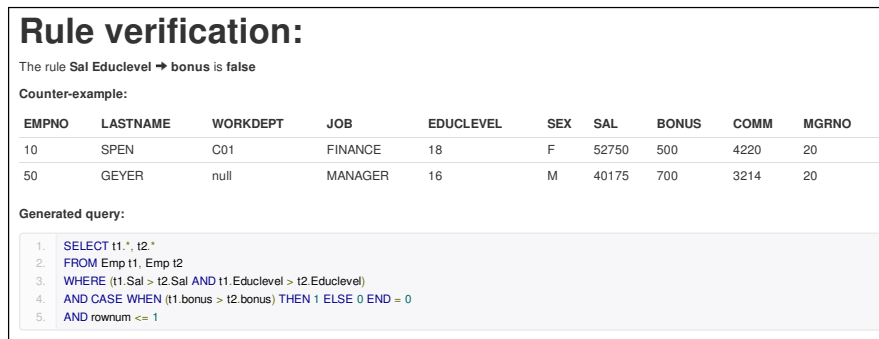 Rule verification:
The rule Sal Educlevel ➔ bonus is false
Counter-example:
EMPNO LASTNAME WORKDEPT JOB EDUCLEVEL SEX SAL BONUS COMM MGRNO
10 SPEN C01 FINANCE 18 F 52750 500 4220 20
50 GEYER null MANAGER 16 M 40175 700 3214 20
Generated query:
1. SELECT t1.*, t2.*
2. FROM Emp t1, Emp t2
3. WHERE (t1.Sal > t2.Sal AND t1.Educlevel > t2.Educlevel)
4. AND CASE WHEN (t1.bonus > t2.bonus) THEN 1 ELSE 0 END = 0
5. AND rownum <= 1